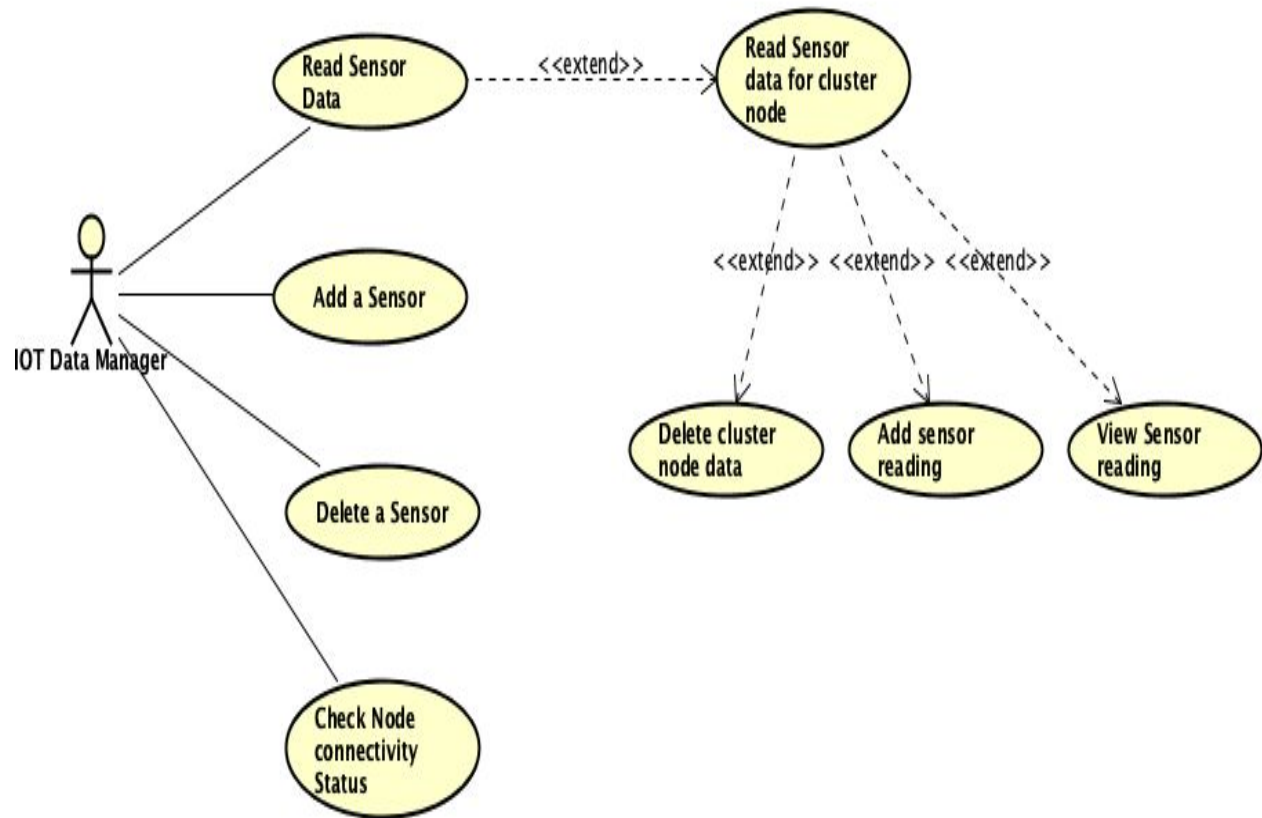 Read Sensor
Data
<<extend>>
Read Sensor
data for cluster
node
IOT Data Manager
Add a Sensor
<<extend>> <<extend>> <<extend>>
Delete cluster
node data
Add sensor
reading
View Sensor
reading
Delete a Sensor
Check Node
connectivity
Status